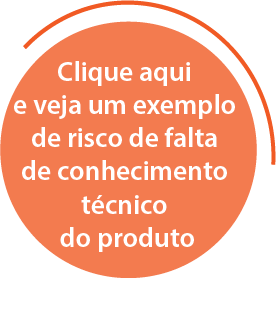 Clique aqui
e veja um exemplo
de risco de falta
de conhecimento
técnico
do produto